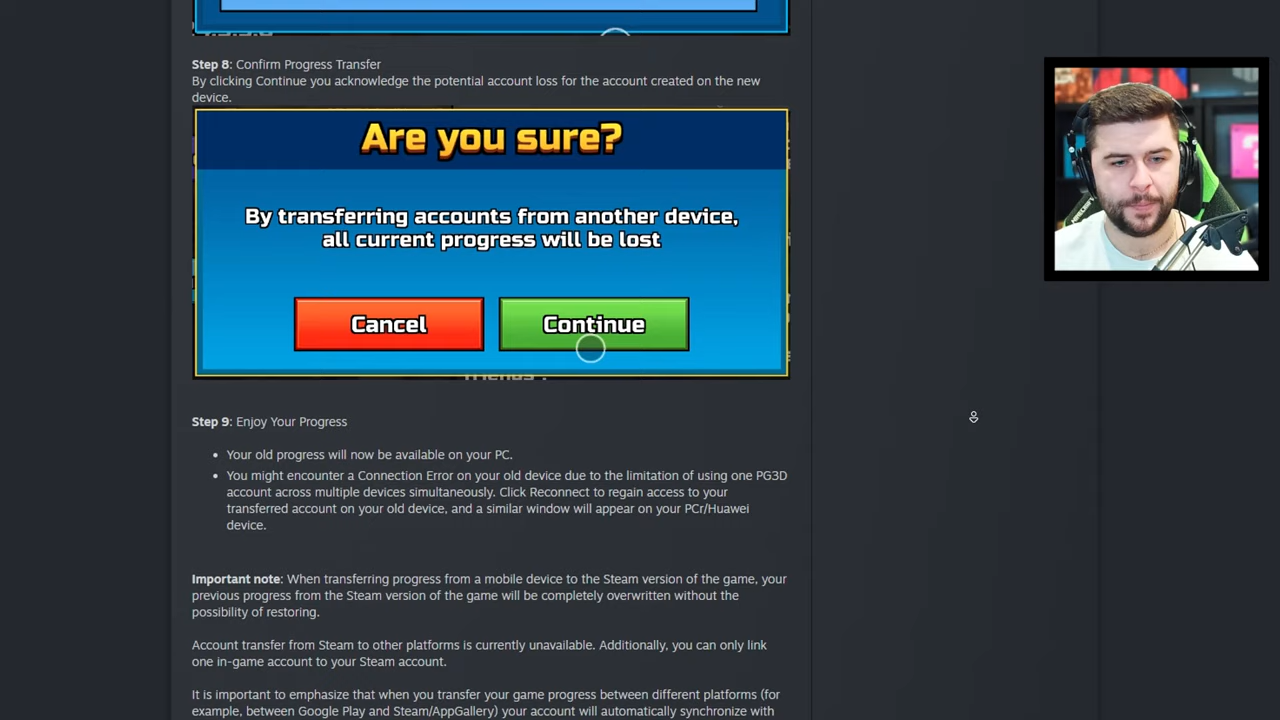 Step 8: Confirm Progress Transfer
By clicking Continue you acknowledge the potential account loss for the account created on the new
device.
Are you sure?
By transferring accounts from another device,
all current progress will be lost
Cancel
Continue
Step 9: Enjoy Your Progress
• Your old progress will now be available on your PC.
• You might encounter a Connection Error on your old device due to the limitation of using one PG3D
account across multiple devices simultaneously. Click Reconnect to regain access to your
transferred account on your old device, and a similar window will appear on your PCr/Huawei
device.
Important note: When transferring progress from a mobile device to the Steam version of the game, your
previous progress from the Steam version of the game will be completely overwritten without the
possibility of restoring.
Account transfer from Steam to other platforms is currently unavailable. Additionally, you can only link
one in-game account to your Steam account.
It is important to emphasize that when you transfer your game progress between different platforms (for
example, between Google Play and Steam/AppGallery) your account will automatically synchronize with